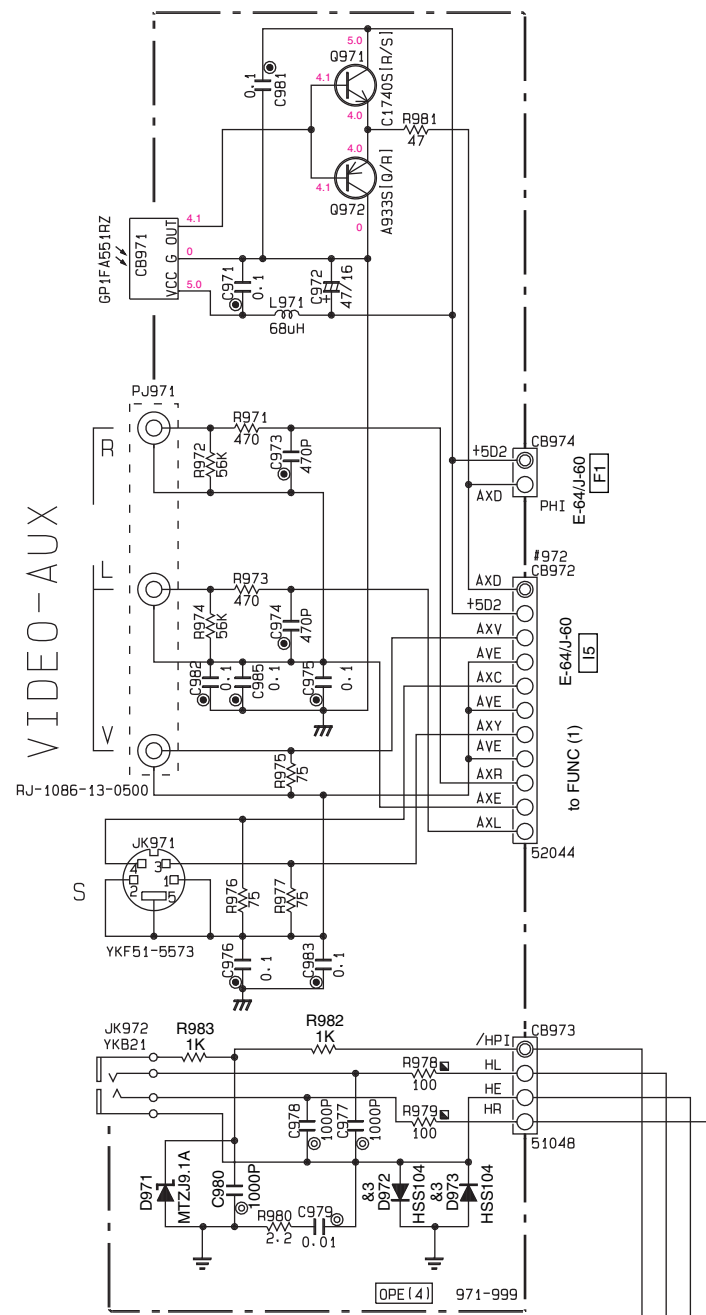 5.0
Q971
C1740S[R/S]
0.1
C981
4.1
4.0
R981
47
4.0
4.1
Q972
A933S[Q/R]
0
GP1FA551RZ
CB971
OUT
G
VCC
4.1
0
5.0
C971
0.1
L971
68uH
C972
+
47/16
PJ971
R
R971
470
R972
56K
C973
470P
CB974
+5D2
AXD
PHI
E-64/J-60
F1
VIDEO-AUX
L
R973
470
R974
56K
C974
470P
C982
0.1
C985
0.1
C975
0.1
#972
CB972
AXD
+5D2
AXV
AVE
AXC
AVE
AXY
AVE
AXR
AXE
AXL
52044
E-64/J-60
I5
to FUNC (1)
V
R975
75
RJ-1086-13-0500
JK971
4
3
2
1
5
S
YKF51-5573
R976
75
R977
75
C976
0.1
C983
0.1
JK972
YKB21
R983
1K
R982
1K
/HPI
CB973
HL
HE
HR
51048
R978
100
R979
100
C978
1000P
C977
1000P
D971
MTZJ9.1A
C980
1000P
R980
2.2
C979
0.01
&3
D972
HSS104
&3
D973
HSS104
OPE(4)
971-999